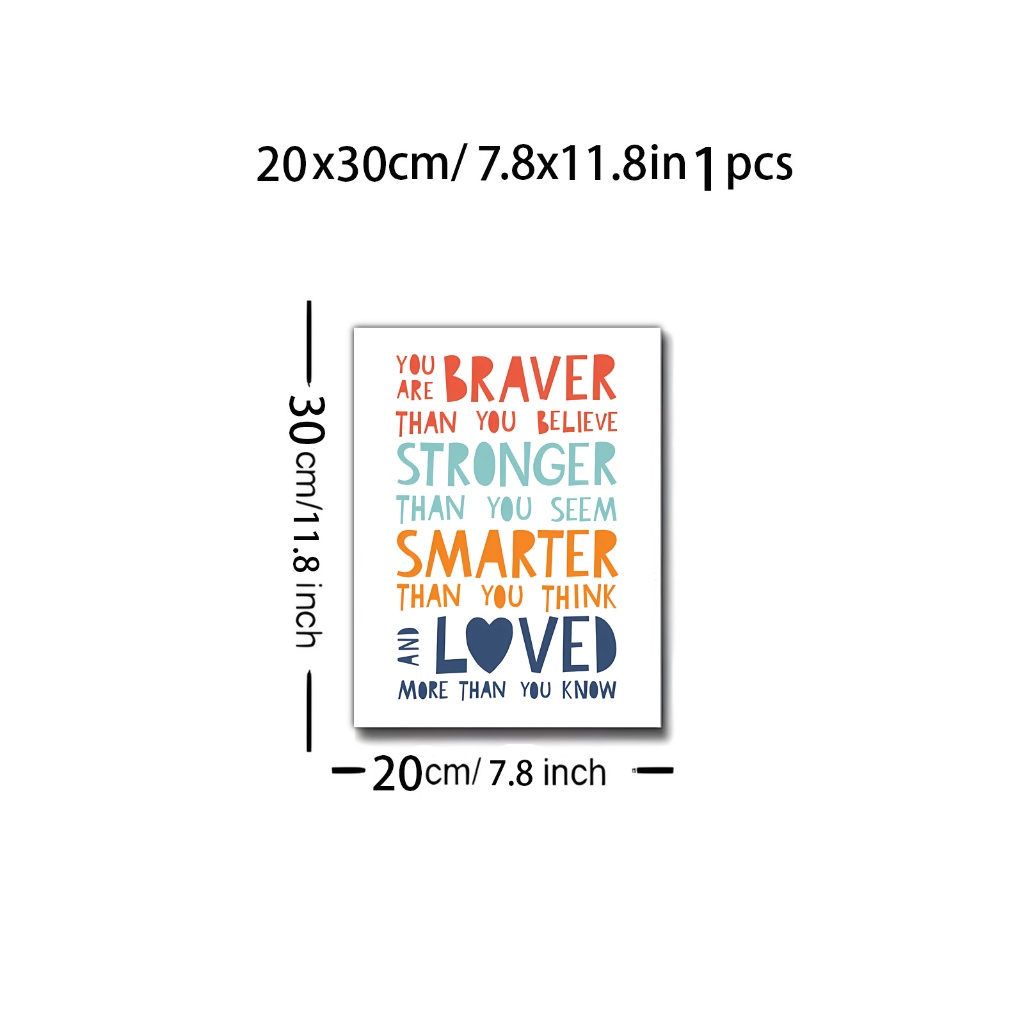 20x30cm/ 7.8x11.8in 1 pcs
30cm/11.8 inch
YOU ARE BRAVER
THAN YOU BELIEVE
STRONGER
THAN YOU SEEM
SMARTER
THAN YOU THINK
AND LOVED
MORE THAN YOU KNOW
20cm/ 7.8 inch